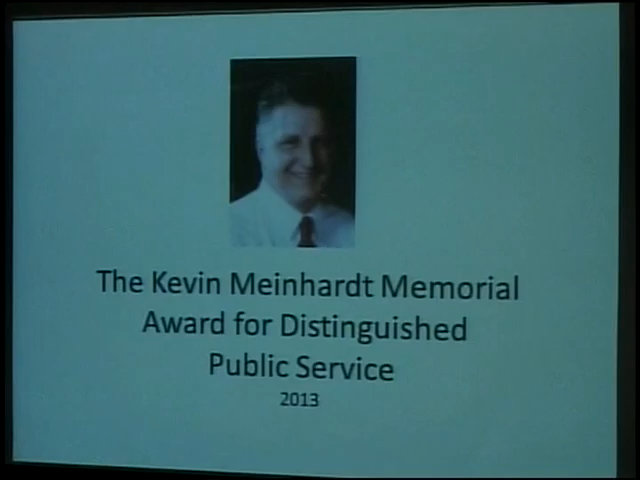 The Kevin Meinhardt Memorial
Award for Distinguished
Public Service
2013